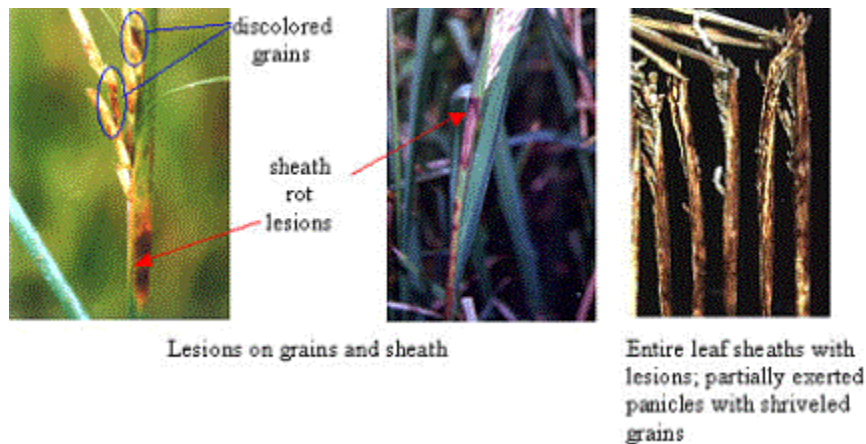 discolored
grains
sheath
rot
lesions
Lesions on grains and sheath
Entire leaf sheaths with
lesions; partially exerted
panicles with shriveled
grains